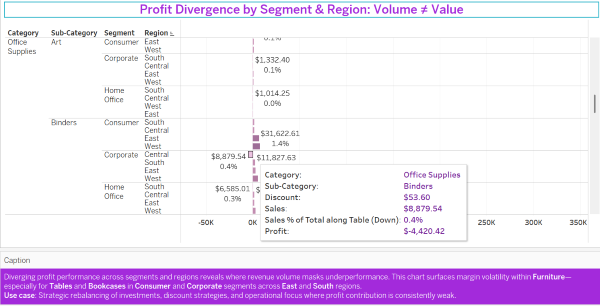 Profit Divergence by Segment & Region: Volume ≠ Value
Category Sub-Category Segment Region
Office Supplies Art Consumer East
West
Corporate South $1,332.40
Central 0.1%
East
West
Home Office South $1,014.25
Central 0.0%
West
East
Binders Consumer South
Central
East $31,622.61
West 1.4%
Corporate Central $8,879.54 $11,827.63
South 0.4%
East
West
Home Office South $6,585.01 $
Central 0.3%
East
West
Category: Office Supplies
Sub-Category: Binders
Discount: $53.60
Sales: $8,879.54
Sales % of Total along Table (Down): 0.4%
Profit: $-4,420.42
-50K 0K 250K 300K 350K
Caption
Diverging profit performance across segments and regions reveals where revenue volume masks underperformance. This chart surfaces margin volatility within Furniture—
especially for Tables and Bookcases in Consumer and Corporate segments across East and South regions.
Use case: Strategic rebalancing of investments, discount strategies, and operational focus where profit contribution is consistently weak.